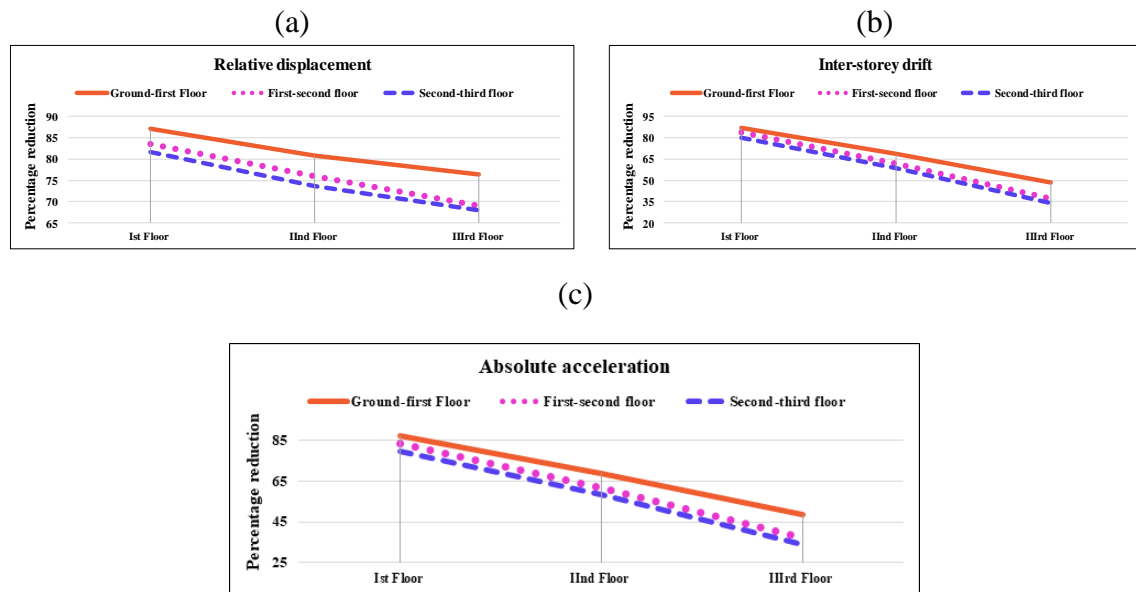 (a)
Relative displacement
Ground-first Floor First-second floor Second-third floor
Percentage reduction
90
85
80
75
70
65
Ist Floor IInd Floor IIIrd Floor
(b)
Inter-storey drift
Ground-first Floor First-second floor Second-third floor
Percentage reduction
95
80
65
50
35
20
Ist Floor IInd Floor IIIrd Floor
(c)
Absolute acceleration
Ground-first Floor First-second floor Second-third floor
Percentage reduction
85
65
45
25
Ist Floor IInd Floor IIIrd Floor